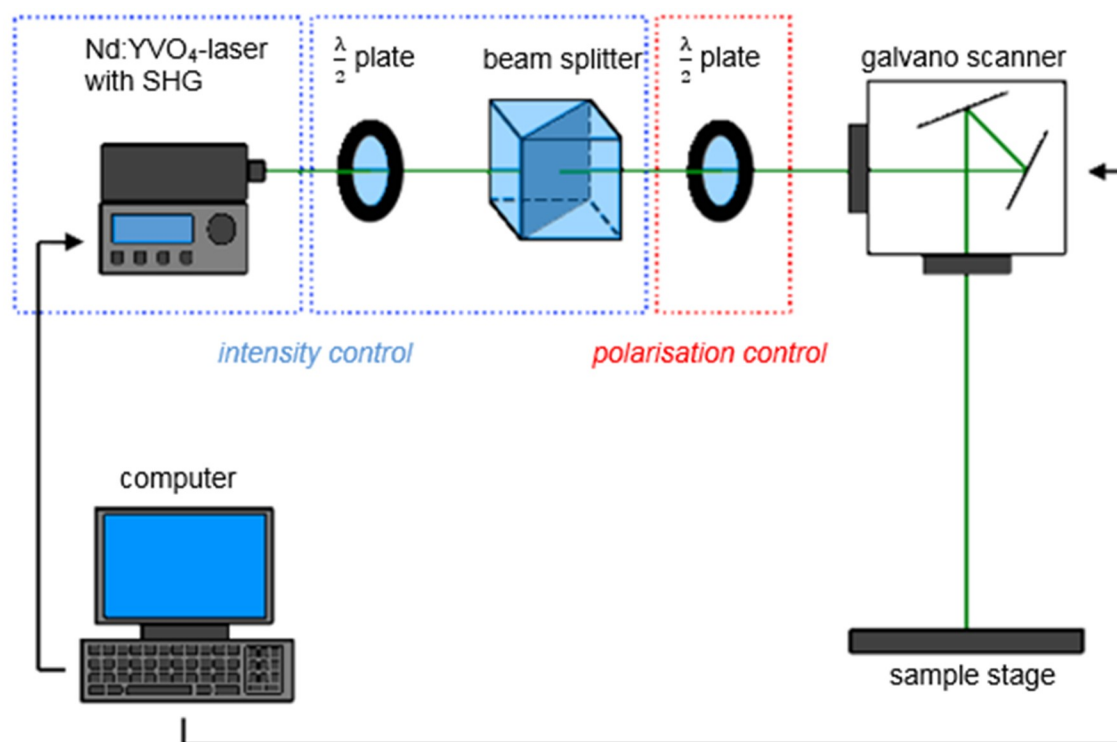 Nd:YVO₄-laser
with SHG
λ/2 plate
beam splitter
λ/2 plate
galvano scanner
intensity control
polarisation control
computer
sample stage